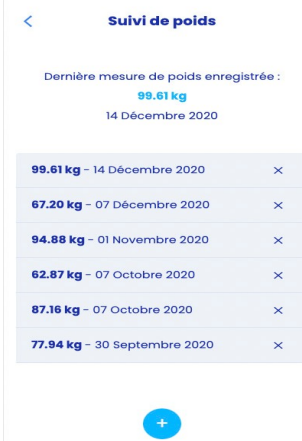 Suivi de poids
Dernière mesure de poids enregistrée :
99.61 kg
14 Décembre 2020
99.61 kg - 14 Décembre 2020
67.20 kg - 07 Décembre 2020
94.88 kg - 01 Novembre 2020
62.87 kg - 07 Octobre 2020
87.16 kg - 07 Octobre 2020
77.94 kg - 30 Septembre 2020